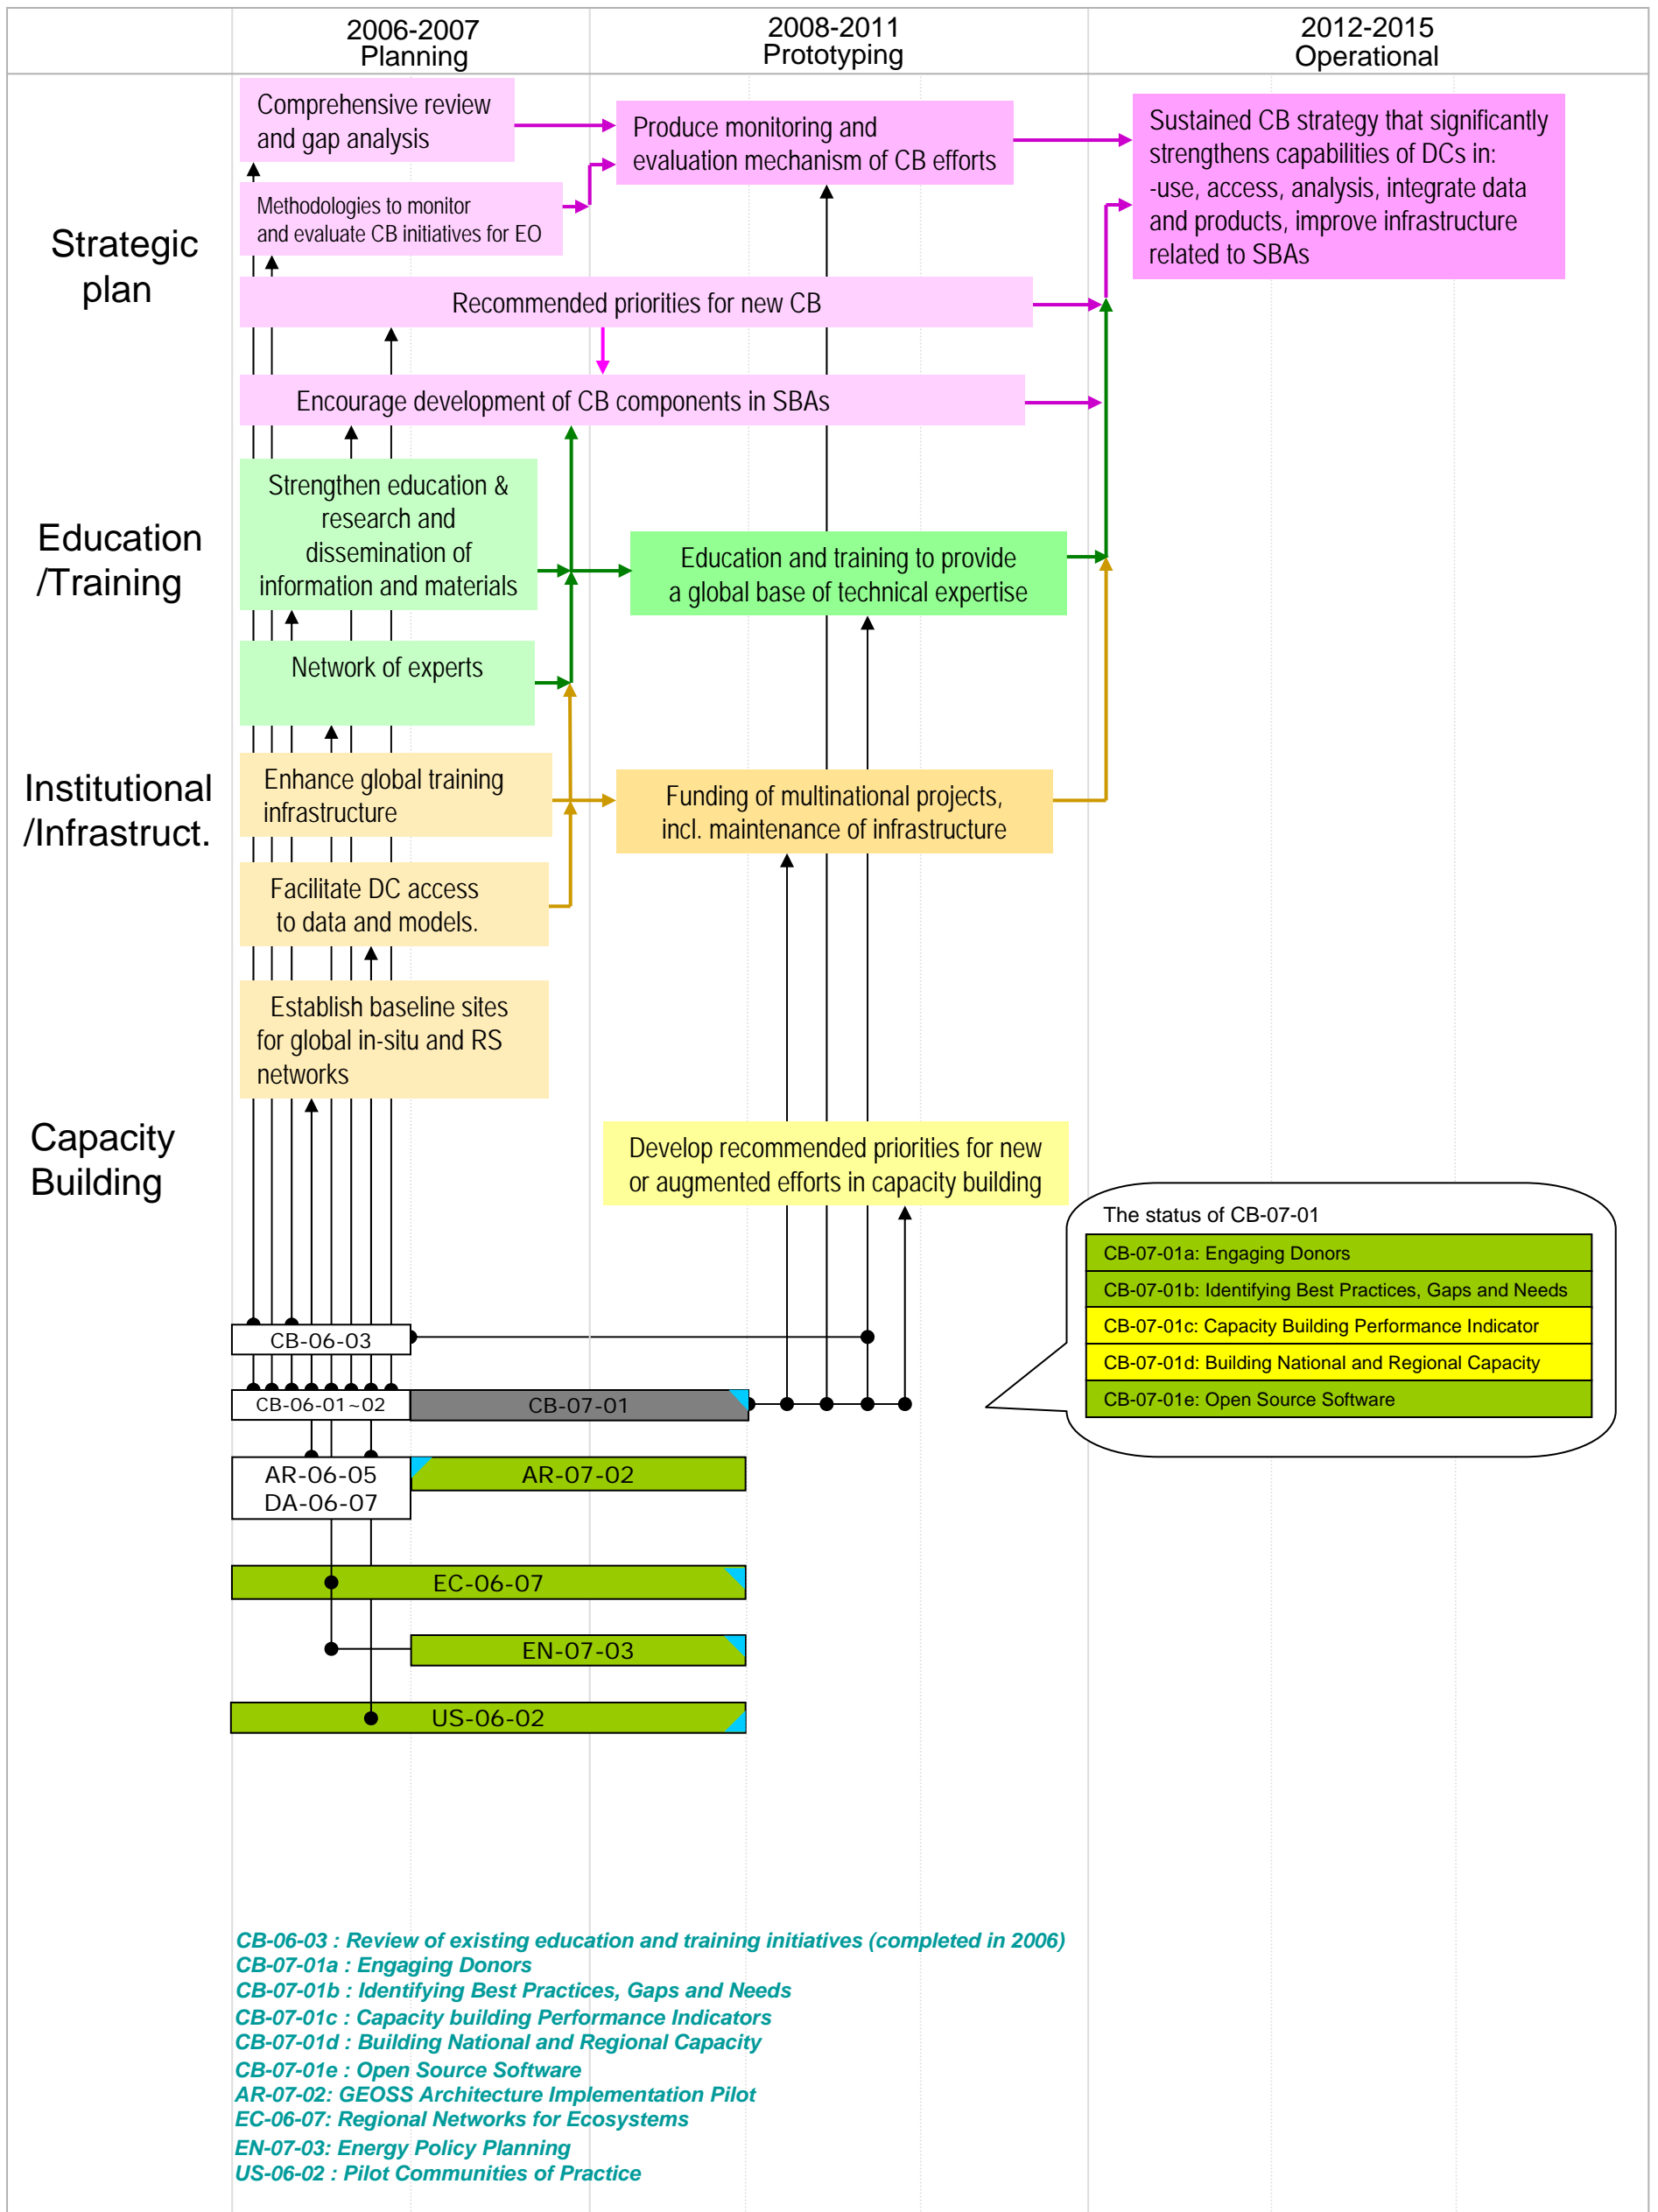 2006-2007
Planning
2008-2011
Prototyping
2012-2015
Operational
Strategic
plan
Comprehensive review
and gap analysis
Methodologies to monitor
and evaluate CB initiatives for EO
Produce monitoring and
evaluation mechanism of CB efforts
Sustained CB strategy that significantly
strengthens capabilities of DCs in:
-use, access, analysis, integrate data
and products, improve infrastructure
related to SBAs
Recommended priorities for new CB
Encourage development of CB components in SBAs
Education
/Training
Strengthen education &
research and
dissemination of
information and materials
Education and training to provide
a global base of technical expertise
Network of experts
Institutional
/Infrastruct.
Enhance global training
infrastructure
Funding of multinational projects,
incl. maintenance of infrastructure
Facilitate DC access
to data and models.
Establish baseline sites
for global in-situ and RS
networks
Capacity
Building
Develop recommended priorities for new
or augmented efforts in capacity building
The status of CB-07-01
CB-07-01a: Engaging Donors
CB-07-01b: Identifying Best Practices, Gaps and Needs
CB-07-01c: Capacity Building Performance Indicator
CB-07-01d: Building National and Regional Capacity
CB-07-01e: Open Source Software
CB-06-03
CB-06-01~02
CB-07-01
AR-06-05
DA-06-07
AR-07-02
EC-06-07
EN-07-03
US-06-02
CB-06-03 : Review of existing education and training initiatives (completed in 2006)
CB-07-01a : Engaging Donors
CB-07-01b : Identifying Best Practices, Gaps and Needs
CB-07-01c : Capacity building Performance Indicators
CB-07-01d : Building National and Regional Capacity
CB-07-01e : Open Source Software
AR-07-02: GEOSS Architecture Implementation Pilot
EC-06-07: Regional Networks for Ecosystems
EN-07-03: Energy Policy Planning
US-06-02 : Pilot Communities of Practice